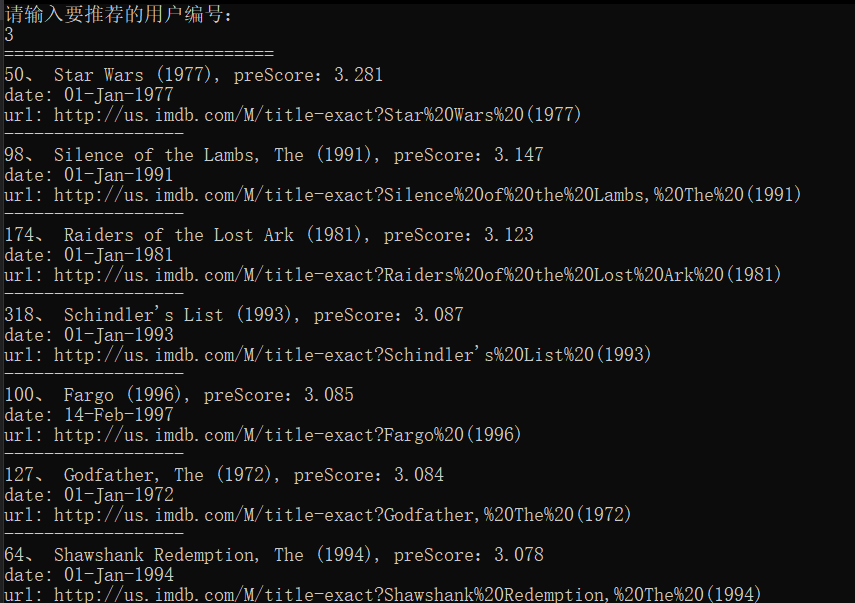 请输入要推荐的用户编号：
3
===========================
50、 Star Wars (1977), preScore：3.281
date: 01-Jan-1977
url: http://us.imdb.com/M/title-exact?Star%20Wars%20(1977)
------------------
98、 Silence of the Lambs, The (1991), preScore：3.147
date: 01-Jan-1991
url: http://us.imdb.com/M/title-exact?Silence%20of%20the%20Lambs,%20The%20(1991)
------------------
174、 Raiders of the Lost Ark (1981), preScore：3.123
date: 01-Jan-1981
url: http://us.imdb.com/M/title-exact?Raiders%20of%20the%20Lost%20Ark%20(1981)
------------------
318、 Schindler's List (1993), preScore：3.087
date: 01-Jan-1993
url: http://us.imdb.com/M/title-exact?Schindler's%20List%20(1993)
------------------
100、 Fargo (1996), preScore：3.085
date: 14-Feb-1997
url: http://us.imdb.com/M/title-exact?Fargo%20(1996)
------------------
127、 Godfather, The (1972), preScore：3.084
date: 01-Jan-1972
url: http://us.imdb.com/M/title-exact?Godfather,%20The%20(1972)
------------------
64、 Shawshank Redemption, The (1994), preScore：3.078
date: 01-Jan-1994
url: http://us.imdb.com/M/title-exact?Shawshank%20Redemption,%20The%20(1994)